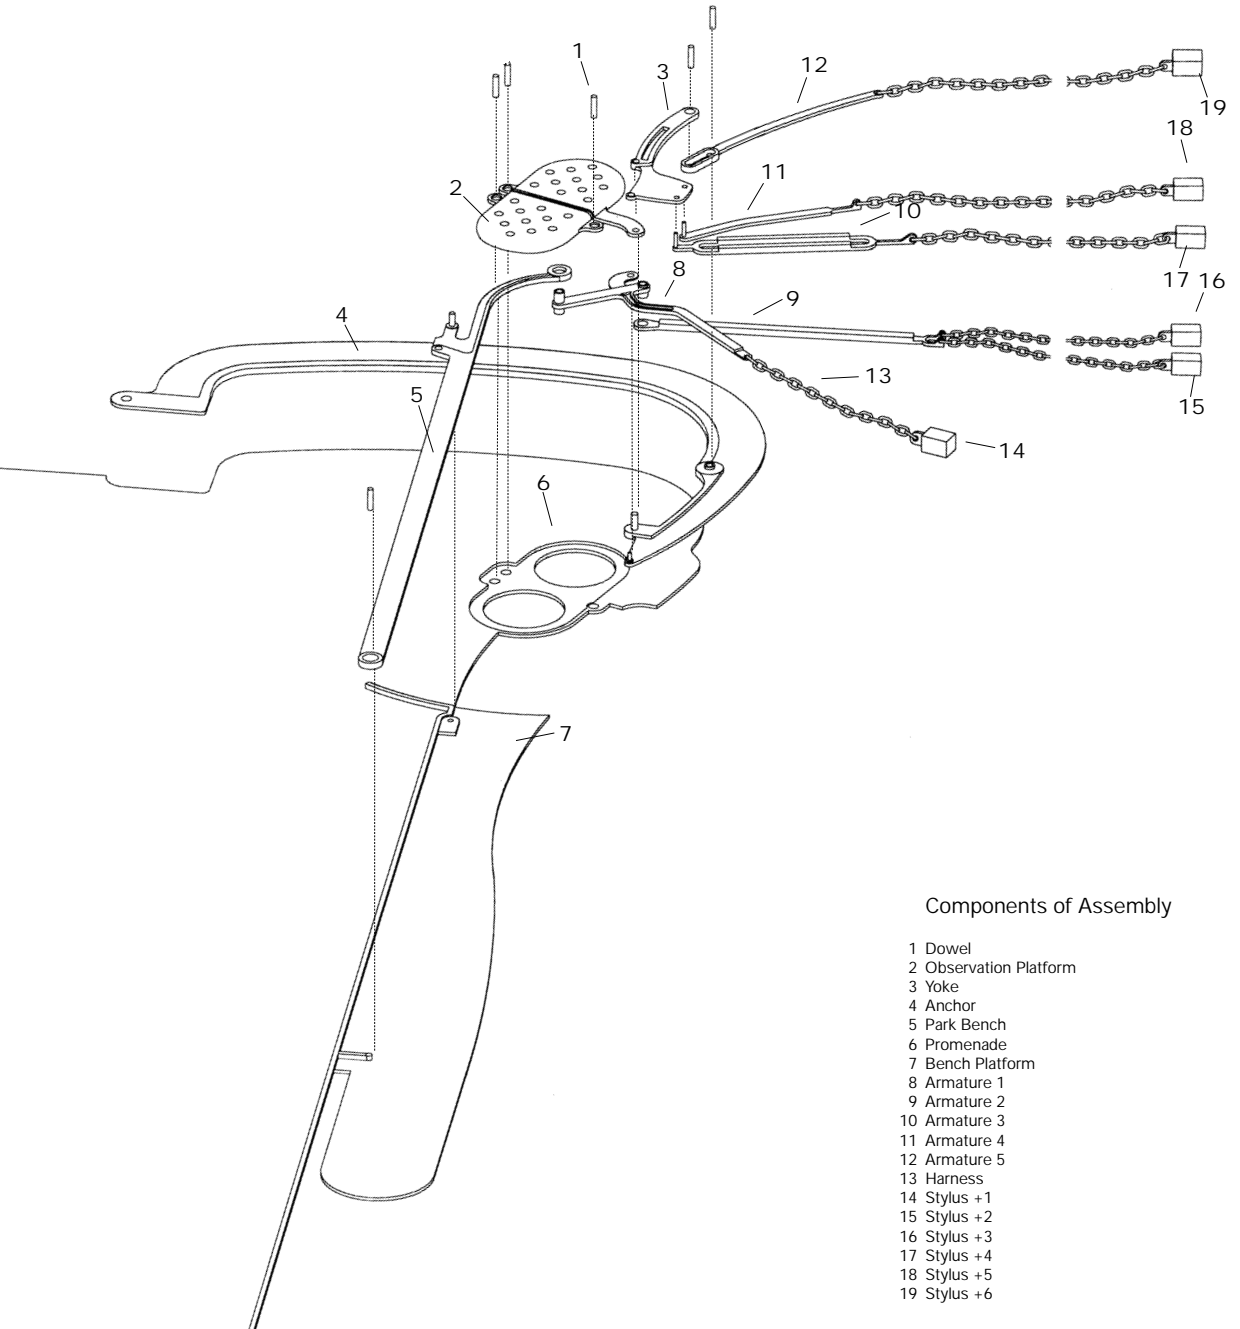 1
3
12
19
18
2
11
10
17
8
16
9
4
13
5
15
14
6
7
Components of Assembly
1 Dowel
2 Observation Platform
3 Yoke
4 Anchor
5 Park Bench
6 Promenade
7 Bench Platform
8 Armature 1
9 Armature 2
10 Armature 3
11 Armature 4
12 Armature 5
13 Harness
14 Stylus +1
15 Stylus +2
16 Stylus +3
17 Stylus +4
18 Stylus +5
19 Stylus +6